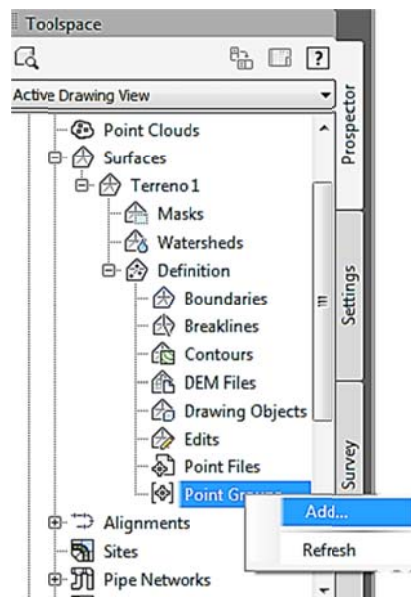 Toolspace
?
Active Drawing View
Point Clouds
Surfaces
Terreno1
Masks
Watersheds
Definition
Boundaries
Breaklines
Contours
DEM Files
Drawing Objects
Edits
Point Files
Point Groups
Add...
Refresh
Alignments
Sites
Pipe Networks
Prospector
Settings
Survey